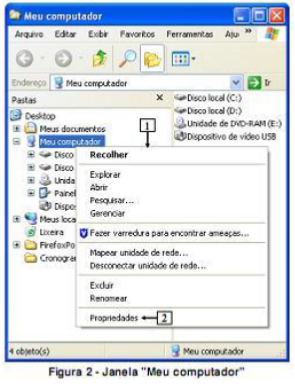 Meu computador
Arquivo Editar Exibir Favoritos Ferramentas Aju »
Endereço Meu computador Ir
Pastas × Disco local (C:)
Desktop Disco local (D:)
Meus documentos 1 Unidade de DVD-RAM (E:)
Meu computador Dispositivo de vídeo USB
Disco Recolher
Disco Explorar
Unida Abrir
Painel Pesquisar...
Dispo Gerenciar
Meus loca
Lixeira Fazer varredura para encontrar ameaças...
FirefoxPo Mapear unidade de rede...
Cronogra Desconectar unidade de rede...
Excluir
Renomear
Propriedades 2
4 objeto(s) Meu computador
Figura 2 - Janela "Meu computador"